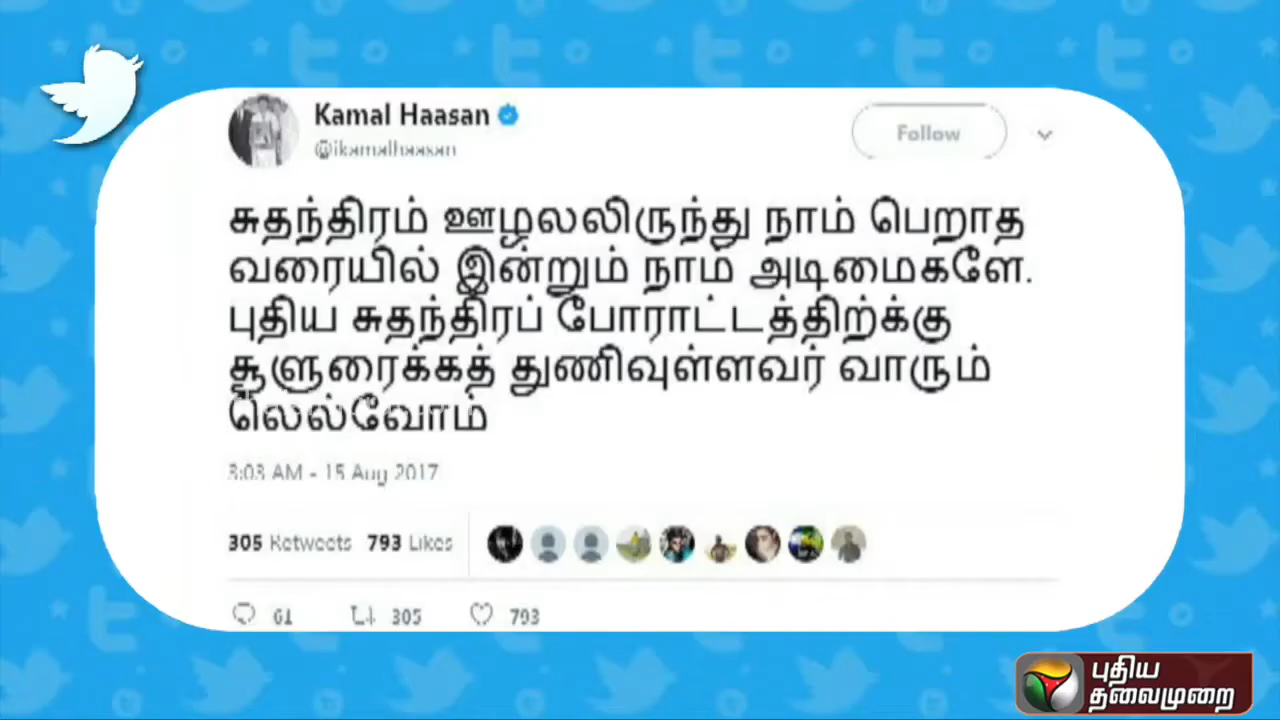 Kamal Haasan
@ikamalhaasan
Follow
சுதந்திரம் ஊழலலிருந்து நாம் பெறாத
வரையில் இன்றும் நாம் அடிமைகளே.
புதிய சுதந்திரப் போராட்டத்திற்க்கு
சூளுரைக்கத் துணிவுள்ளவர் வாரும்
லெல்வோம்
3:03 AM - 15 Aug 2017
305 Retweets 793 Likes
61 305 793
புதிய
தலைமுறை